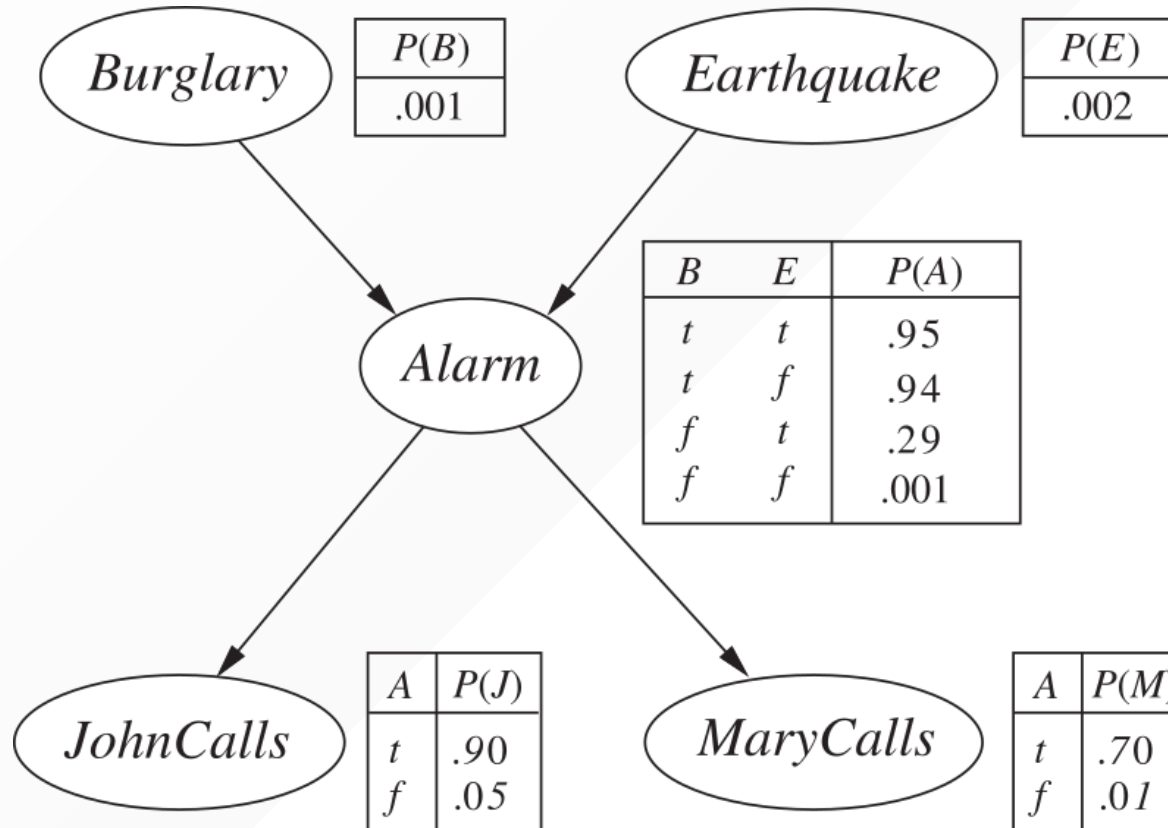 Burglary
P(B)
.001
Earthquake
P(E)
.002
B E P(A)
t t .95
t f .94
f t .29
f f .001
Alarm
JohnCalls
A P(J)
t .90
f .05
MaryCalls
A P(M)
t .70
f .01